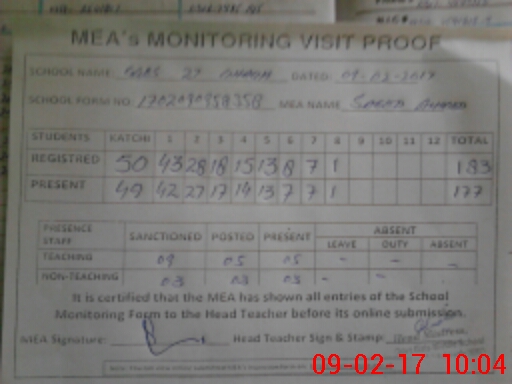 MEA's MONITORING VISIT PROOF
SCHOOL NAME: 27 DATED: 09-02-2017
SCHOOL FORM NO. MEA NAME
STUDENTS KATCHI 1 2 3 4 5 6 7 8 9 10 11 12 TOTAL
REGISTRED 50 43 28 18 15 13 8 7 1 183
PRESENT 49 42 27 17 14 13 7 7 1 177
PRESENCE STAFF SANCTIONED POSTED PRESENT ABSENT
LEAVE DUTY ABSENT
TEACHING 09 05 05 - - -
NON-TEACHING 03 03 03 - -
It is certified that the MEA has shown all entries of the School
Monitoring Form to the Head Teacher before its online submission.
MEA Signature: Head Teacher Sign & Stamp:
09-02-17 10:04